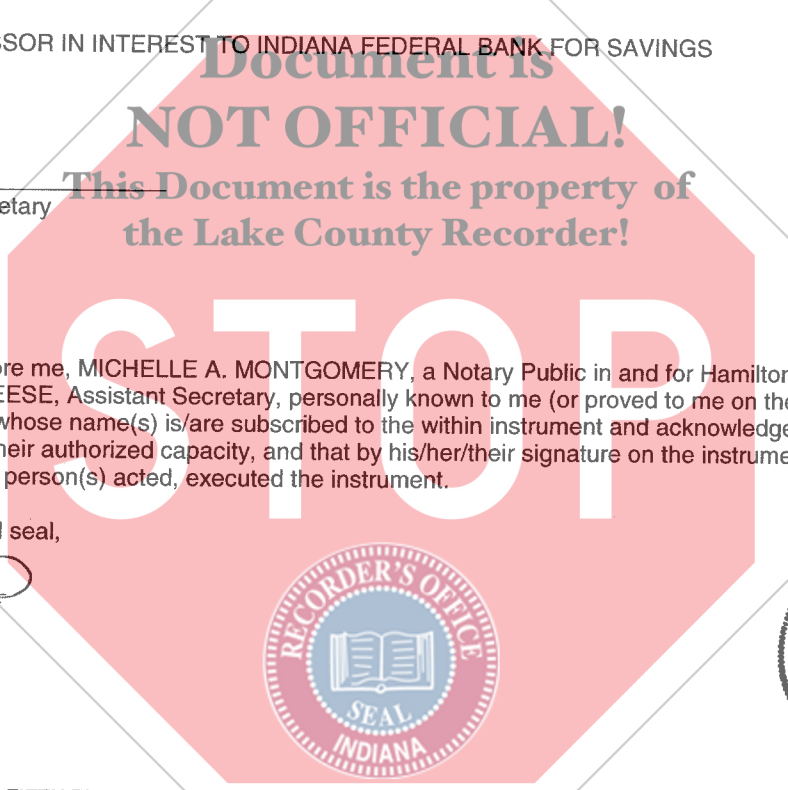 SSOR IN INTEREST TO INDIANA FEDERAL BANK FOR SAVINGS
Document is
NOT OFFICIAL!
This Document is the property of
the Lake County Recorder!
etary
STOP
ore me, MICHELLE A. MONTGOMERY, a Notary Public in and for Hamilton
EESE, Assistant Secretary, personally known to me (or proved to me on the
whose name(s) is/are subscribed to the within instrument and acknowledge
heir authorized capacity, and that by his/her/their signature on the instrume
person(s) acted, executed the instrument.
seal,
RECORDER'S OFFICE
SEAL
INDIANA